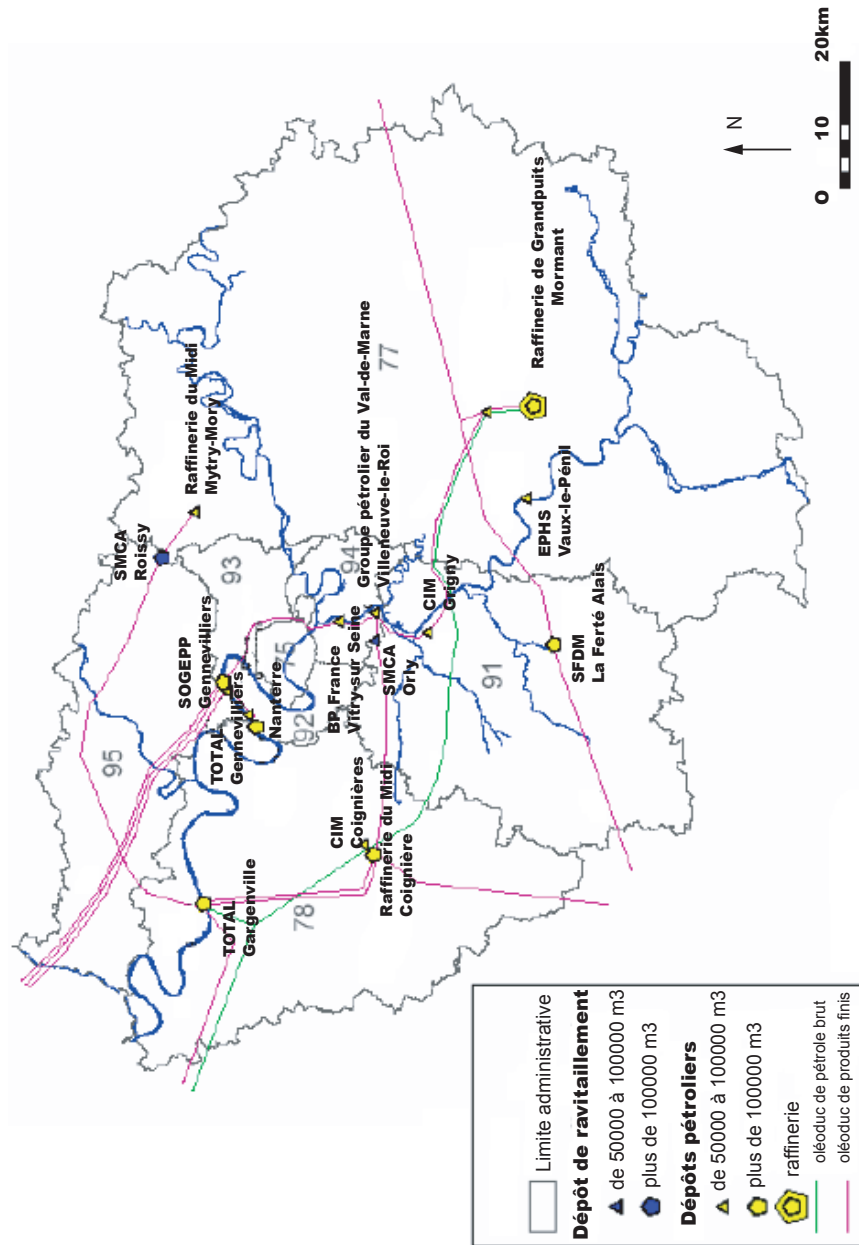 SMCA
Roissy
Raffinerie du Midi
Mytry-Mory
95
93
SOGEPP
Gennevilliers
TOTAL
Gennevilliers
Nanterre
TOTAL
Gargenville
75
92
94
77
78
91
BP France
Vitry-sur Seine
Groupe pétrolier du Val-de-Marne
Villeneuve-le-Roi
CIM
Coignières
Raffinerie du Midi
Coignière
SMCA
Orly
CIM
Grigny
Raffinerie de Grandpuits
Mormant
EPHS
Vaux-le-Pénil
SFDM
La Ferté Alais
N
0 10 20km
Limite administrative
Dépôt de ravitaillement
de 50000 à 100000 m3
plus de 100000 m3
Dépôts pétroliers
de 50000 à 100000 m3
plus de 100000 m3
raffinerie
oléoduc de pétrole brut
oléoduc de produits finis